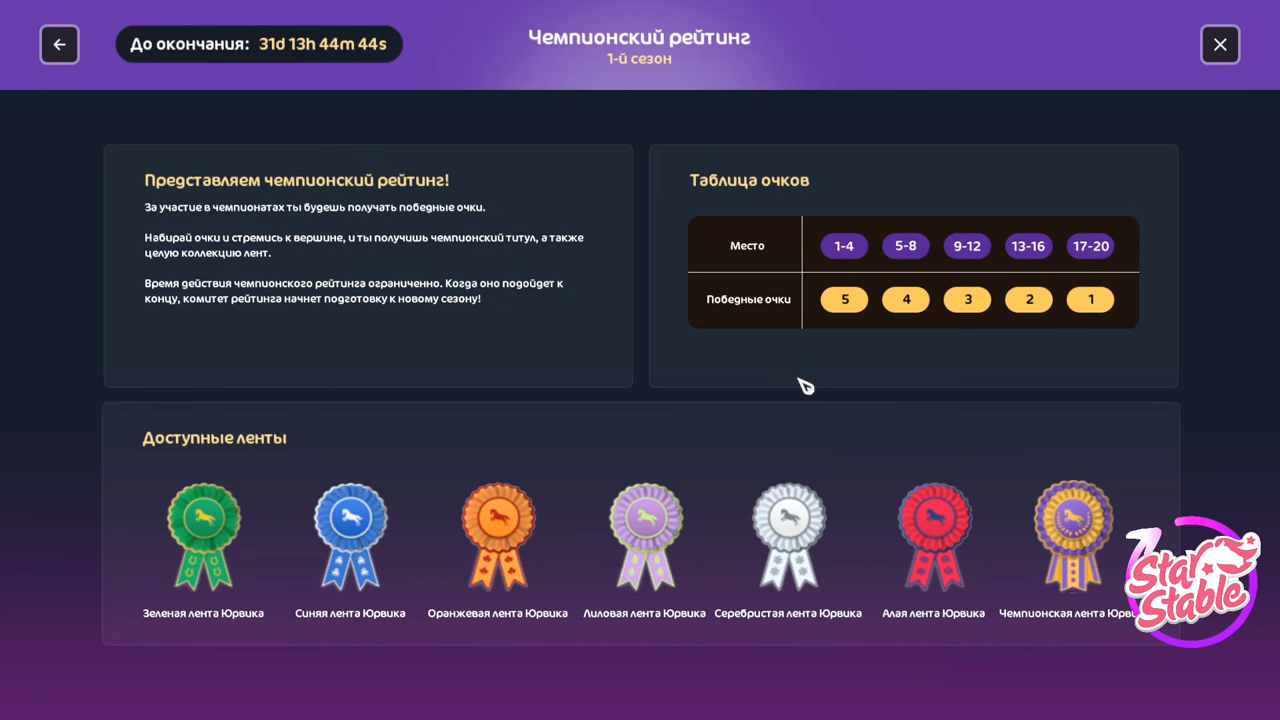 До окончания: 31d 13h 44m 44s
Чемпионский рейтинг
1-й сезон
Представляем чемпионский рейтинг!
За участие в чемпионатах ты будешь получать победные очки.
Набирай очки и стремись к вершине, и ты получишь чемпионский титул, а также
целую коллекцию лент.
Время действия чемпионского рейтинга ограниченно. Когда оно подойдет к
концу, комитет рейтинга начнет подготовку к новому сезону!
Таблица очков
Место 1-4 5-8 9-12 13-16 17-20
Победные очки 5 4 3 2 1
Доступные ленты
Зеленая лента Юрвика
Синяя лента Юрвика
Оранжевая лента Юрвика
Лиловая лента Юрвика
Серебристая лента Юрвика
Алая лента Юрвика
Чемпионская лента
Star
Stable